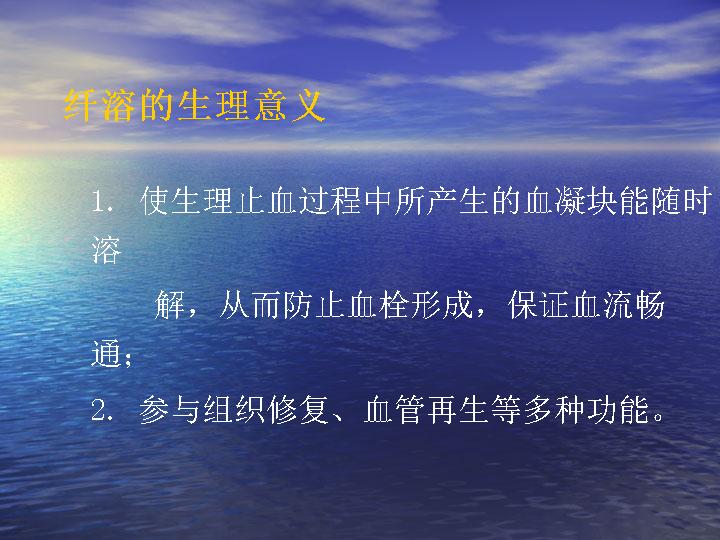 纤溶的生理意义
1. 使生理止血过程中所产生的血凝块能随时
溶
解，从而防止血栓形成，保证血流畅
通；
2. 参与组织修复、血管再生等多种功能。